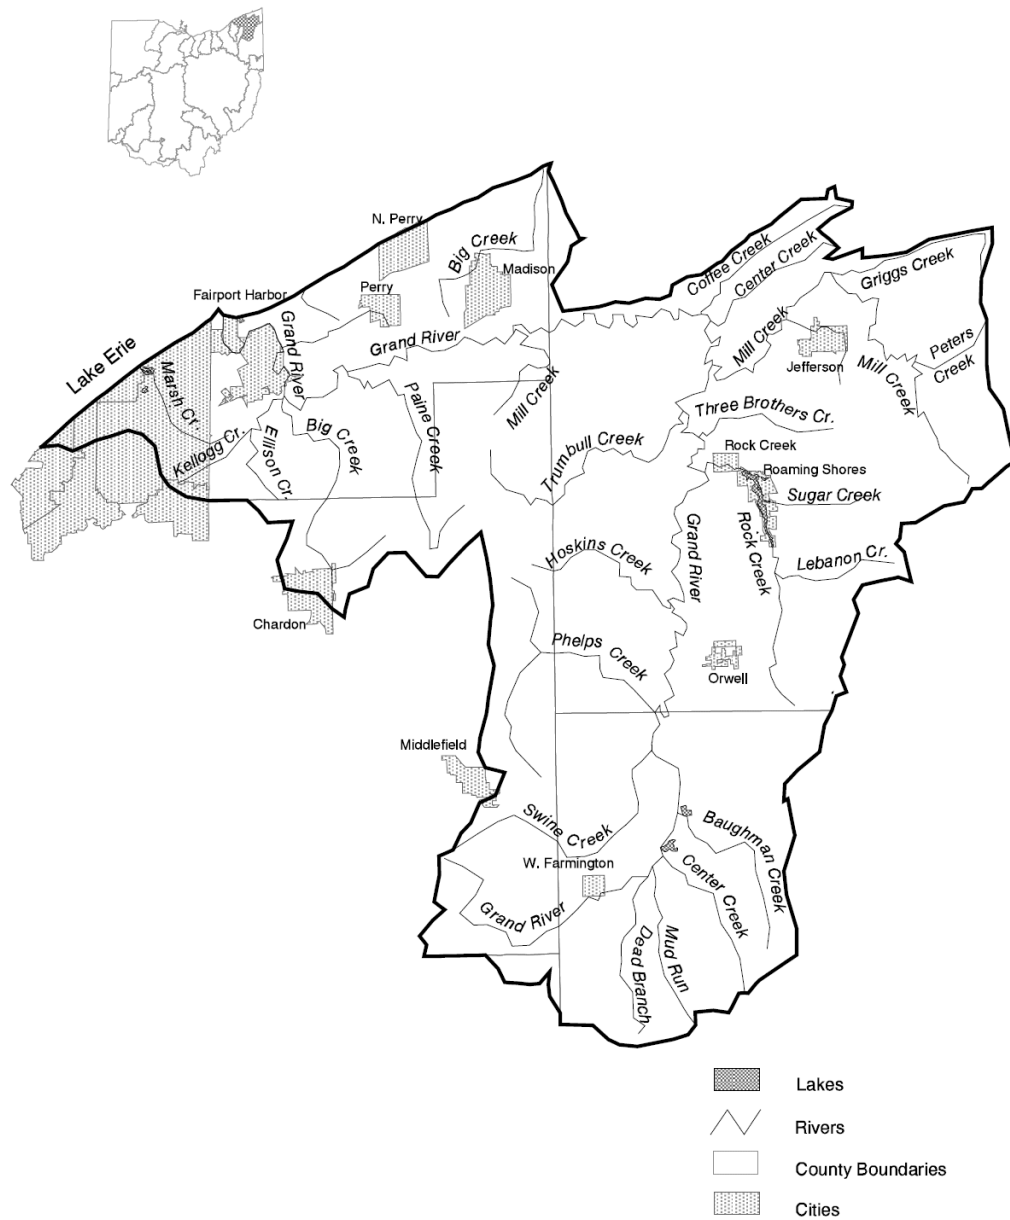 N. Perry
Big Creek
Madison
Coffee Creek
Center Creek
Griggs Creek
Fairport Harbor
Perry
Grand River
Grand River
Mill Creek
Jefferson
Mill Creek
Peters
Creek
Lake Erie
Marsh Cr.
Kellogg Cr.
Ellison Cr.
Big Creek
Paine Creek
Mill Creek
Trumbull Creek
Three Brothers Cr.
Rock Creek
Roaming Shores
Sugar Creek
Rock Creek
Lebanon Cr.
Grand River
Hoskins Creek
Chardon
Phelps Creek
Orwell
Middlefield
Swine Creek
Baughman Creek
W. Farmington
Center Creek
Grand River
Dead Branch
Mud Run
Lakes
Rivers
County Boundaries
Cities